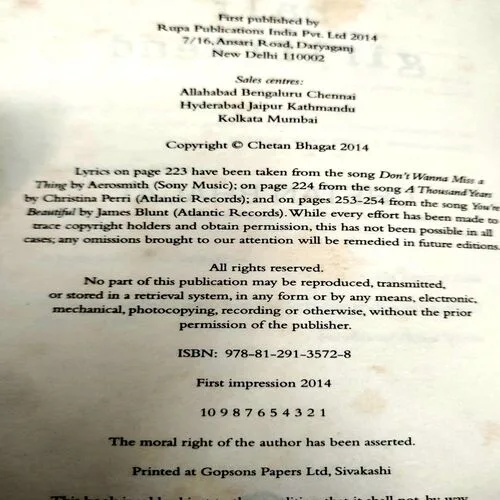 First published by
Rupa Publications India Pvt. Ltd 2014
7/16, Ansari Road, Daryaganj
New Delhi 110002
Sales centres:
Allahabad Bengaluru Chennai
Hyderabad Jaipur Kathmandu
Kolkata Mumbai
Copyright © Chetan Bhagat 2014
Lyrics on page 223 have been taken from the song Don't Wanna Miss a
Thing by Aerosmith (Sony Music); on page 224 from the song A Thousand Years
by Christina Perri (Atlantic Records); and on pages 253-254 from the song You're
Beautiful by James Blunt (Atlantic Records). While every effort has been made to
trace copyright holders and obtain permission, this has not been possible in all
cases; any omissions brought to our attention will be remedied in future editions.
All rights reserved.
No part of this publication may be reproduced, transmitted,
or stored in a retrieval system, in any form or by any means, electronic,
mechanical, photocopying, recording or otherwise, without the prior
permission of the publisher.
ISBN: 978-81-291-3572-8
First impression 2014
10 9 8 7 6 5 4 3 2 1
The moral right of the author has been asserted.
Printed at Gopsons Papers Ltd, Sivakashi